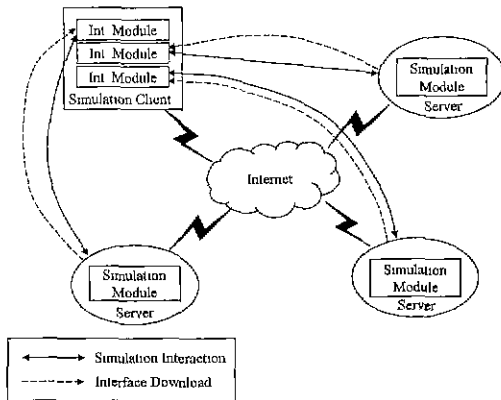 Int Module
Int Module
Int Module
Simulation Client
Simulation
Module
Server
Internet
Simulation
Module
Server
Simulation
Module
Server
Simulation Interaction
Interface Download